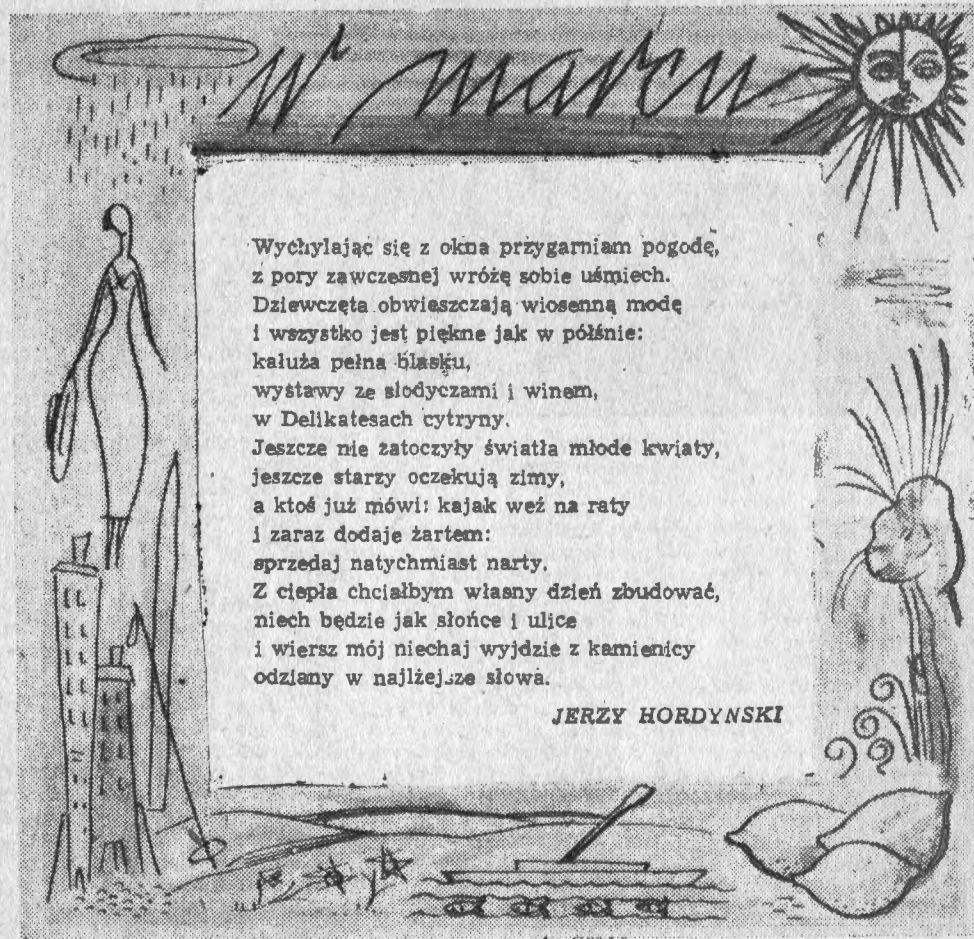 W marcu
Wychylając się z okna przygarniam pogodę,
z pory zawczesnej wróżę sobie uśmiech.
Dziewczęta obwieszczają wiosenną modę
i wszystko jest piękne jak w półśnie:
kałuża pełna blasku,
wystawy ze słodyczami i winem,
w Delikatesach cytryny.
Jeszcze nie zatoczyły światła młode kwiaty,
jeszcze starzy oczekują zimy,
a ktoś już mówi: kajak weź na raty
i zaraz dodaje żartem:
sprzedaj natychmiast narty.
Z ciepła chciałbym własny dzień zbudować,
niech będzie jak słońce i ulice
i wiersz mój niechaj wyjdzie z kamienicy
odziany w najlżejsze słowa.
JERZY HORDYNSKI